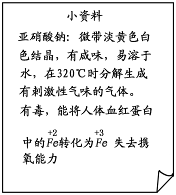 小资料
亚硝酸钠：微带淡黄色白
色结晶，有咸味，易溶于
水，在320℃时分解生成
有刺激性气味的气体。
有毒，能将人体血红蛋白
中的+2Fe转化为+3Fe 失去携
氧能力